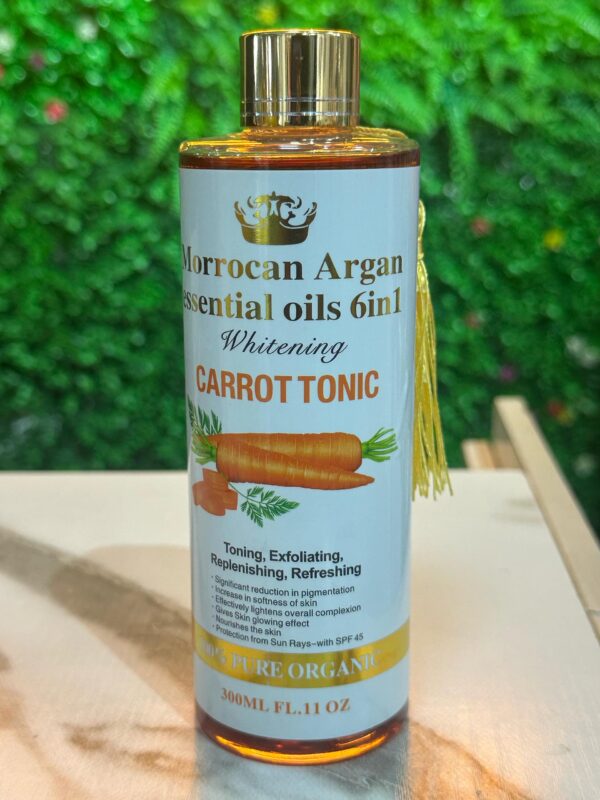 Morrocan Argan
essential oils 6in1
Whitening
CARROT TONIC
Toning, Exfoliating,
Replenishing, Refreshing
· Significant reduction in pigmentation
· Increase in softness of skin
· Effectively lightens overall complexion
· Gives Skin glowing effect
· Nourishes the skin
· Protection from Sun Rays–with SPF 45
100% PURE ORGANIC
300ML FL.11 OZ